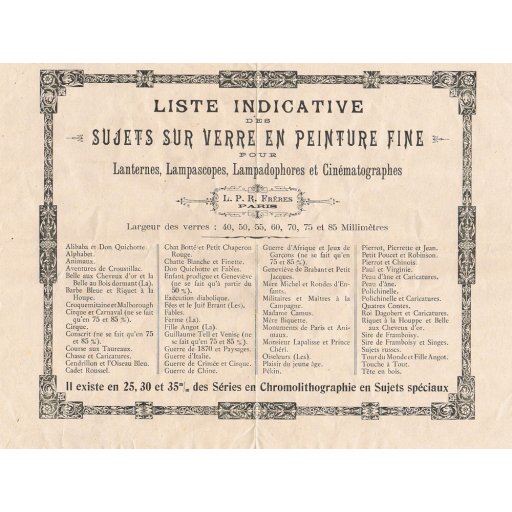 LISTE INDICATIVE
DES
SUJETS SUR VERRE EN PEINTURE FINE
POUR
Lanternes, Lampascopes, Lampadophores et Cinématographes
L. P. R. FRÈRES
PARIS
Largeur des verres : 40, 50, 55, 60, 70, 75 et 85 Millimètres
Alibaba et Don Quichotte.
Alphabet.
Animaux.
Aventures de Croustillac.
Belle aux Cheveux d'or et la
Belle au Bois dormant (La).
Barbe Bleue et Riquet à la
Houpe.
Croquemitaine et Malborough
Cirque et Carnaval (ne se fait
qu'en 75 et 85 %).
Cirque.
Conscrit (ne se fait qu'en 75
et 85 %).
Course aux Taureaux.
Chasse et Caricatures.
Cendrillon et l'Oiseau Bleu.
Cadet Roussel.
Chat Botté et Petit Chaperon
Rouge.
Chatte Blanche et Finette.
Don Quichotte et Fables.
Enfant prodigue et Geneviève
(ne se fait qu'à partir du
50 %).
Exécution diabolique.
Fées et le Juif Errant (Les).
Fables.
Ferme (La).
Fille Angot (La).
Guillaume Tell et Venise (ne
se fait qu'en 75 et 85 %).
Guerre de 1870 et Paysages.
Guerre d'Italie.
Guerre de Crimée et Cirque
Guerre de Chine.
Guerre d'Afrique et Jeux de
Garçons (ne se fait qu'en
75 et 85 %).
Geneviève de Brabant et Petit
Jacques.
Mère Michel et Rondes d'En-
fants.
Militaires et Maîtres à la
Campagne.
Madame Camus.
Mère Biquette.
Monuments de Paris et Ani-
maux.
Monsieur Lapalisse et Prince
Chéri.
Oiseleurs (Les).
Plaisir du jeune âge.
Pékin.
Pierrot, Pierrette et Jean.
Petit Poucet et Robinson.
Pierrot et Chinois.
Paul et Virginie.
Peau d'âne et Caricatures.
Peau d'âne.
Polichinelle.
Polichinelle et Caricatures.
Quatres Contes.
Roi Dagobert et Caricatures.
Riquet à la Houppe et Belle
aux Cheveux d'or.
Sire de Framboisy.
Sire de Framboisy et Singes.
Sujets russes.
Tour du Monde et Fille Angot.
Touche à Tout.
Tête en bois.
Il existe en 25, 30 et 35 m/m des Séries en Chromolithographie en Sujets spéciaux